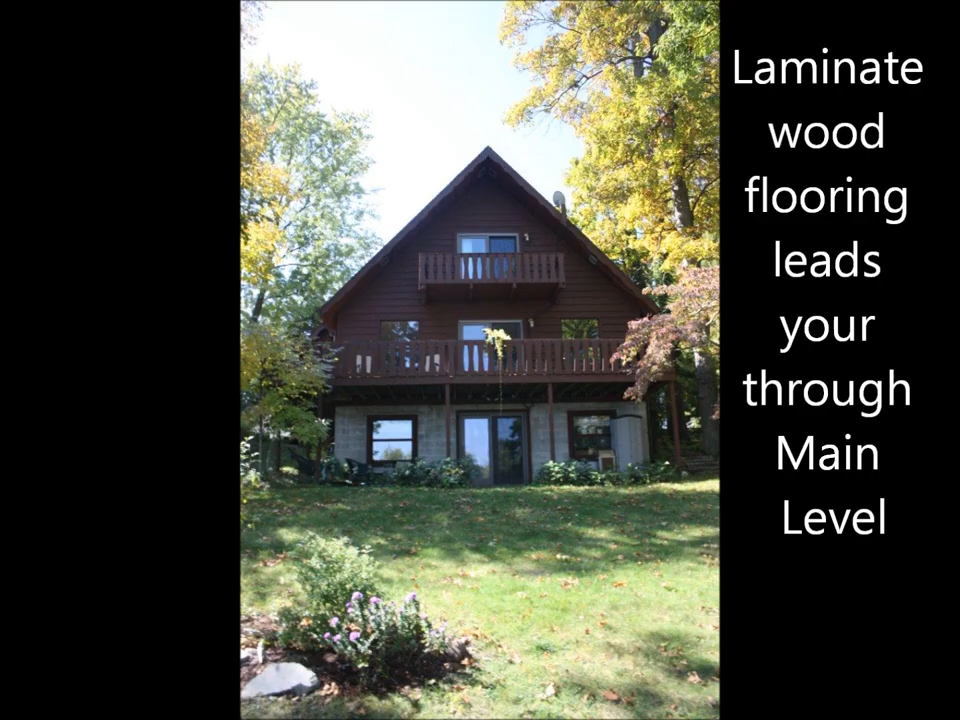 Laminate
wood
flooring
leads
your
through
Main
Level